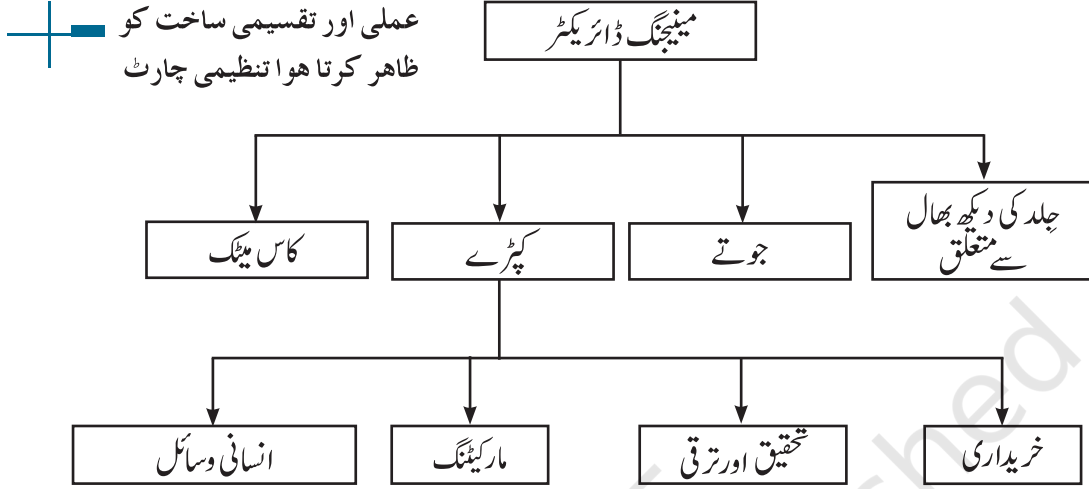 عملی اور تقسیمی ساخت کو
ظاہر کرتا ہوا تنظیمی چارٹ
مینیجنگ ڈائریکٹر
جِلد کی دیکھ بھال
سے متعلق
جوتے
کپڑے
کاس میٹک
خریداری
تحقیق اور ترقی
مارکیٹنگ
انسانی وسائل
shed